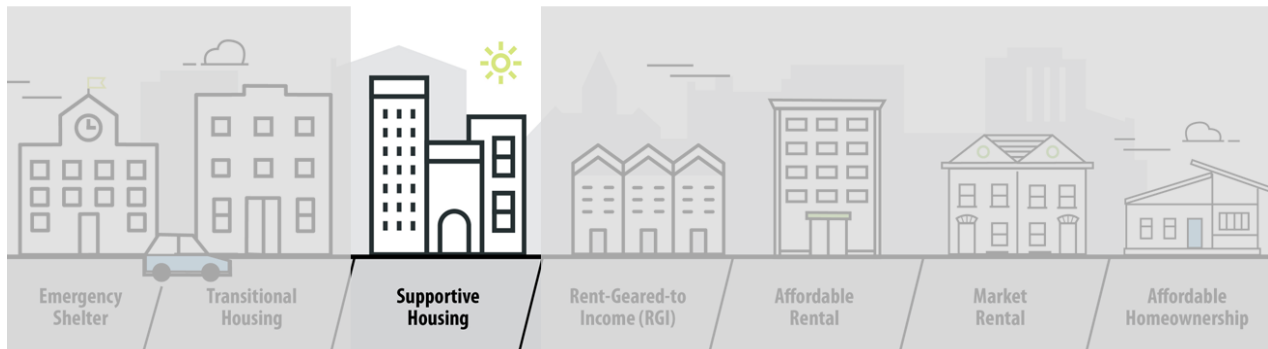 Emergency
Shelter
Transitional
Housing
Supportive
Housing
Rent-Geared-to
Income (RGI)
Affordable
Rental
Market
Rental
Affordable
Homeownership